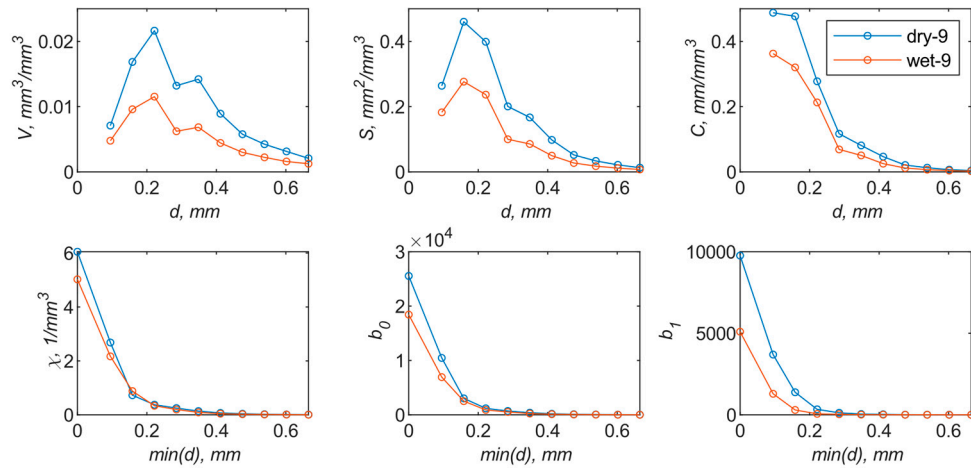 V, mm³/mm³
0.02
0.01
0
0 0.2 0.4 0.6
d, mm
S, mm²/mm³
0.4
0.2
0
0 0.2 0.4 0.6
d, mm
C, mm/mm³
0.4
0.2
0
0 0.2 0.4 0.6
d, mm
dry-9
wet-9
χ, 1/mm³
6
4
2
0
0 0.2 0.4 0.6
min(d), mm
×10⁴
b₀
3
2
1
0
0 0.2 0.4 0.6
min(d), mm
b₁
10000
5000
0
0 0.2 0.4 0.6
min(d), mm